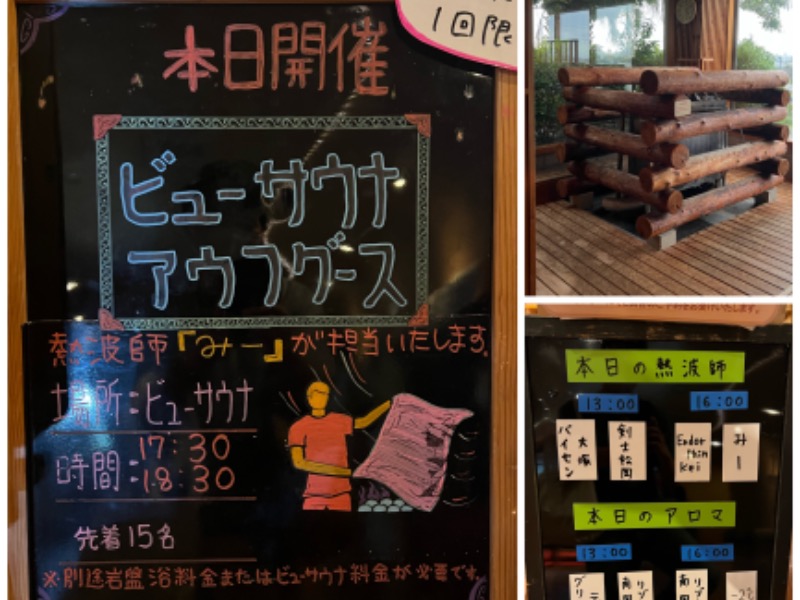 1回限
本日開催
ビューサウナ
アウフグース
熱波師『みー』が担当いたします。
場所:ビューサウナ
時間:17:30
18:30
先着15名
※別途岩盤浴料金またはビューサウナ料金が必要です。
本日の熱波師
13:00 16:00
大塚パイセン
剣士松岡
Endorphin Kei
みー
本日のアロマ
13:00 16:00